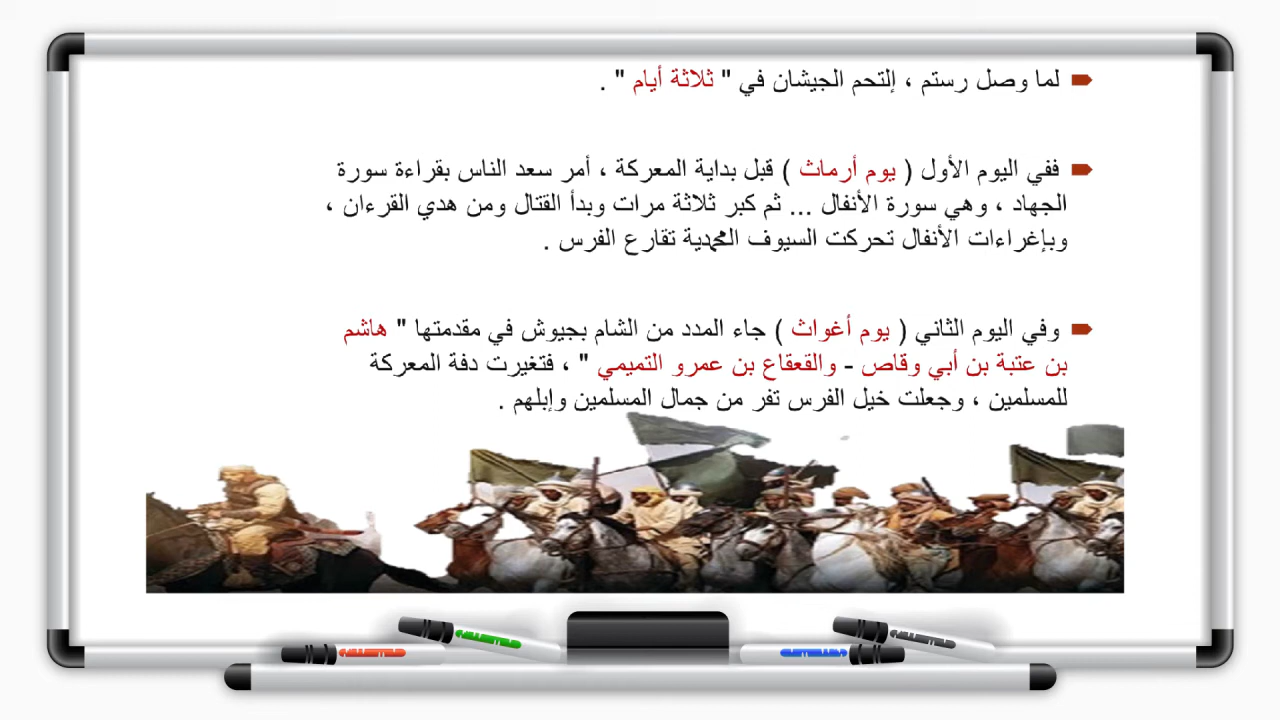 لما وصل رستم ، إلتحم الجيشان في " ثلاثة أيام " .
ففي اليوم الأول ( يوم أرماث ) قبل بداية المعركة ، أمر سعد الناس بقراءة سورة
الجهاد ، وهي سورة الأنفال ... ثم كبر ثلاثة مرات وبدأ القتال ومن هدي القرءان ،
وبإغراءات الأنفال تحركت السيوف المحمدية تقارع الفرس .
وفي اليوم الثاني ( يوم أغواث ) جاء المدد من الشام بجيوش في مقدمتها " هاشم
بن عتبة بن أبي وقاص - والقعقاع بن عمرو التميمي " ، فتغيرت دفة المعركة
للمسلمين ، وجعلت خيل الفرس تفر من جمال المسلمين وإبلهم .